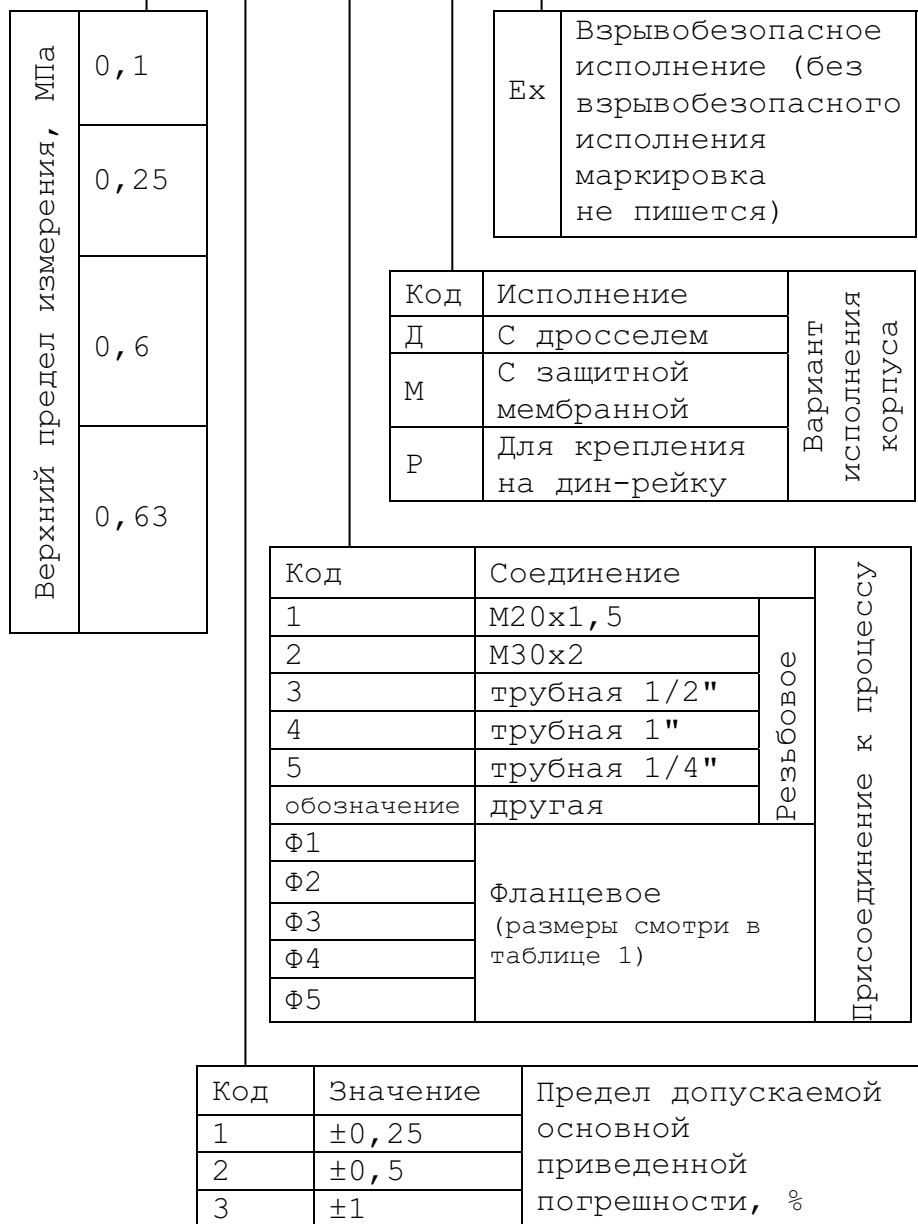 Верхний предел измерения, МПа
0,1
0,25
0,6
0,63
Ex
Взрывобезопасное
исполнение (без
взрывобезопасного
исполнения
маркировка
не пишется)
Код Исполнение
Д С дросселем
М С защитной
мембранной
Р Для крепления
на дин-рейку
Вариант
исполнения
корпуса
Код Соединение
1 М20х1,5
2 М30х2
3 трубная 1/2"
4 трубная 1"
5 трубная 1/4"
обозначение другая
Резьбовое
Ф1
Ф2
Ф3
Ф4
Ф5
Фланцевое
(размеры смотри в
таблице 1)
Присоединение к процессу
Код Значение
1 ±0,25
2 ±0,5
3 ±1
Предел допускаемой
основной
приведенной
погрешности, %